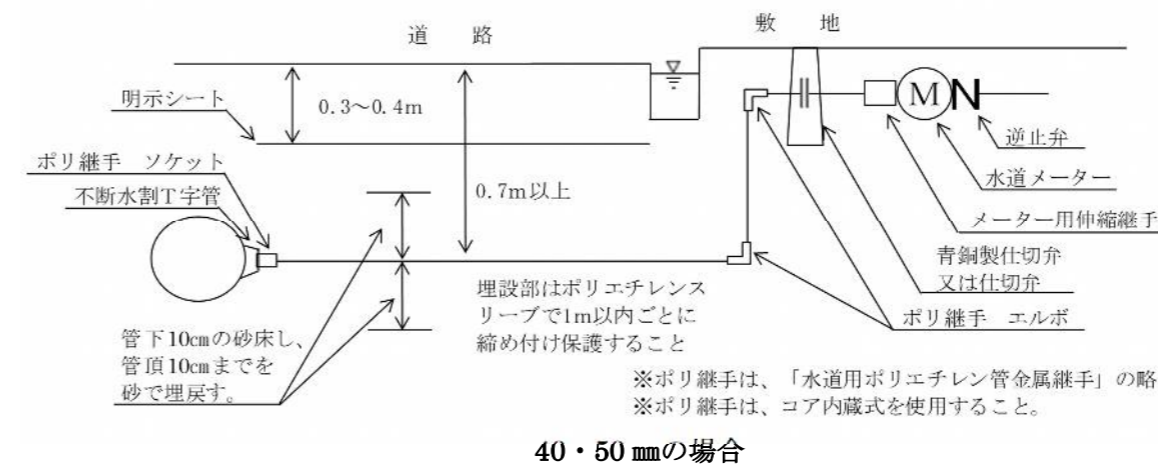 敷 地
道 路
明示シート
0.3～0.4m
ポリ継手 ソケット
不断水割T字管
0.7m以上
M
N
逆止弁
水道メーター
メーター用伸縮継手
青銅製仕切弁
又は仕切弁
ポリ継手 エルボ
埋設部はポリエチレンス
リーブで1m以内ごとに
締め付け保護すること
管下10㎝の砂床し、
管頂10㎝までを
砂で埋戻す。
※ポリ継手は、「水道用ポリエチレン管金属継手」の略
※ポリ継手は、コア内蔵式を使用すること。
40・50 ㎜の場合